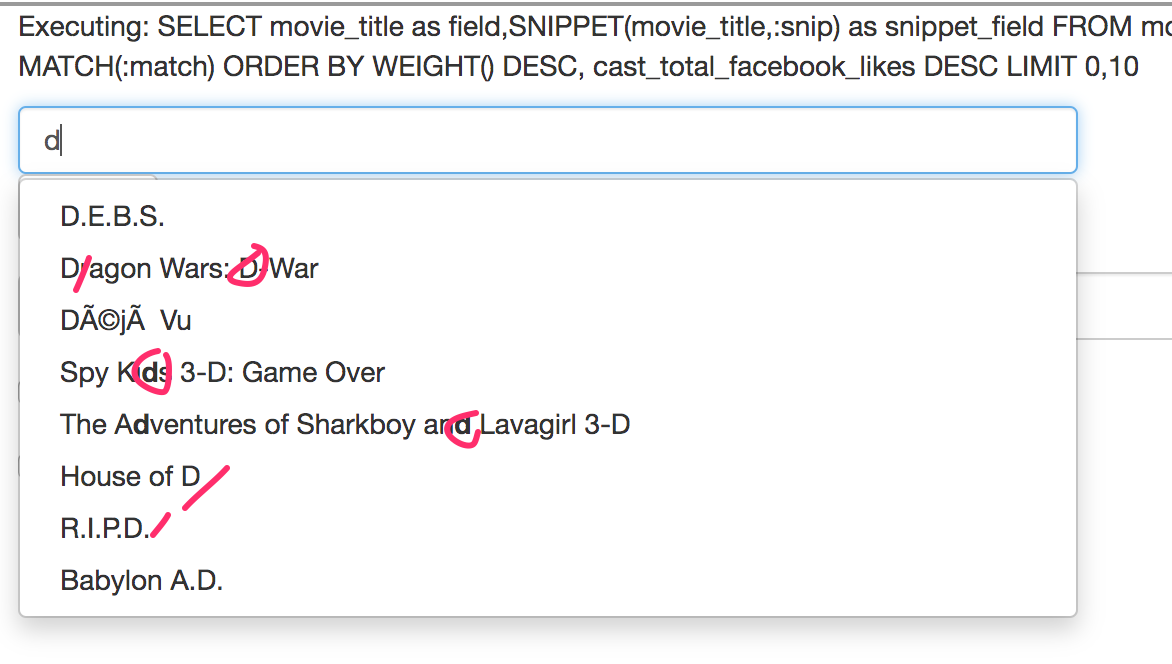 Executing: SELECT movie_title as field,SNIPPET(movie_title,:snip) as snippet_field FROM
MATCH(:match) ORDER BY WEIGHT() DESC, cast_total_facebook_likes DESC LIMIT 0,10
d
D.E.B.S.
Dragon Wars: D-War
DÃ©jÃ  Vu
Spy Kids 3-D: Game Over
The Adventures of Sharkboy and Lavagirl 3-D
House of D
R.I.P.D.
Babylon A.D.